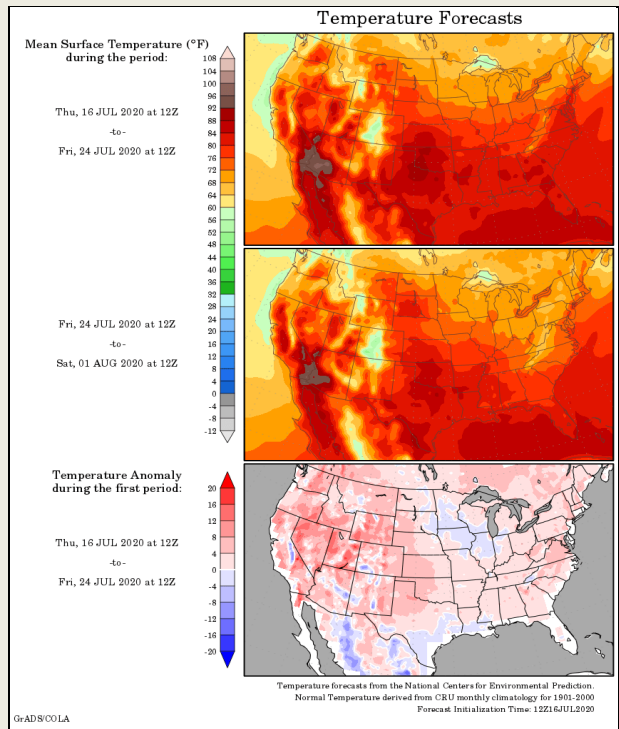 Temperature Forecasts
Mean Surface Temperature (°F)
during the period:
Thu, 16 JUL 2020 at 12Z
-to-
Fri, 24 JUL 2020 at 12Z
108
104
100
96
92
88
84
80
76
72
68
64
60
56
52
48
44
40
36
32
28
24
20
16
12
8
4
0
-4
-8
-12
Fri, 24 JUL 2020 at 12Z
-to-
Sat, 01 AUG 2020 at 12Z
Temperature Anomaly
during the first period:
Thu, 16 JUL 2020 at 12Z
-to-
Fri, 24 JUL 2020 at 12Z
20
16
12
8
4
0
-4
-8
-12
-16
-20
Temperature forecasts from the National Centers for Environmental Prediction.
Normal Temperature derived from CRU monthly climatology for 1901-2000
Forecast Initialization Time: 12Z16JUL2020
GrADS/COLA